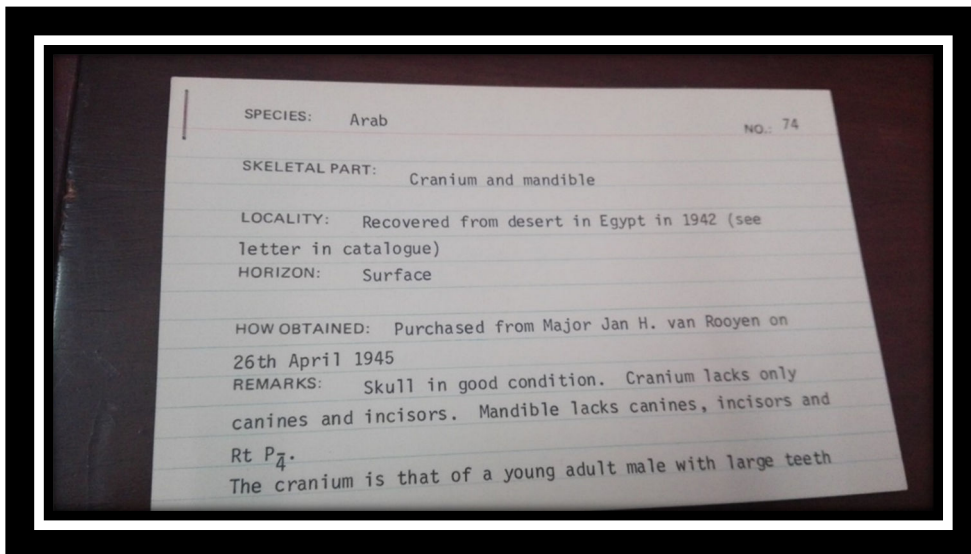 SPECIES: Arab NO.: 74
SKELETAL PART: Cranium and mandible
LOCALITY: Recovered from desert in Egypt in 1942 (see
letter in catalogue)
HORIZON: Surface
HOW OBTAINED: Purchased from Major Jan H. van Rooyen on
26th April 1945
REMARKS: Skull in good condition. Cranium lacks only
canines and incisors. Mandible lacks canines, incisors and
Rt P4̅.
The cranium is that of a young adult male with large teeth